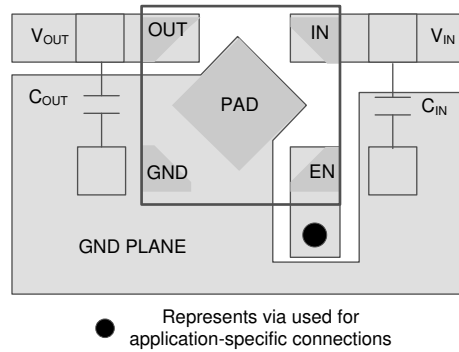 VOUT
OUT
IN
VIN
COUT
PAD
CIN
GND
EN
GND PLANE
Represents via used for
application-specific connections